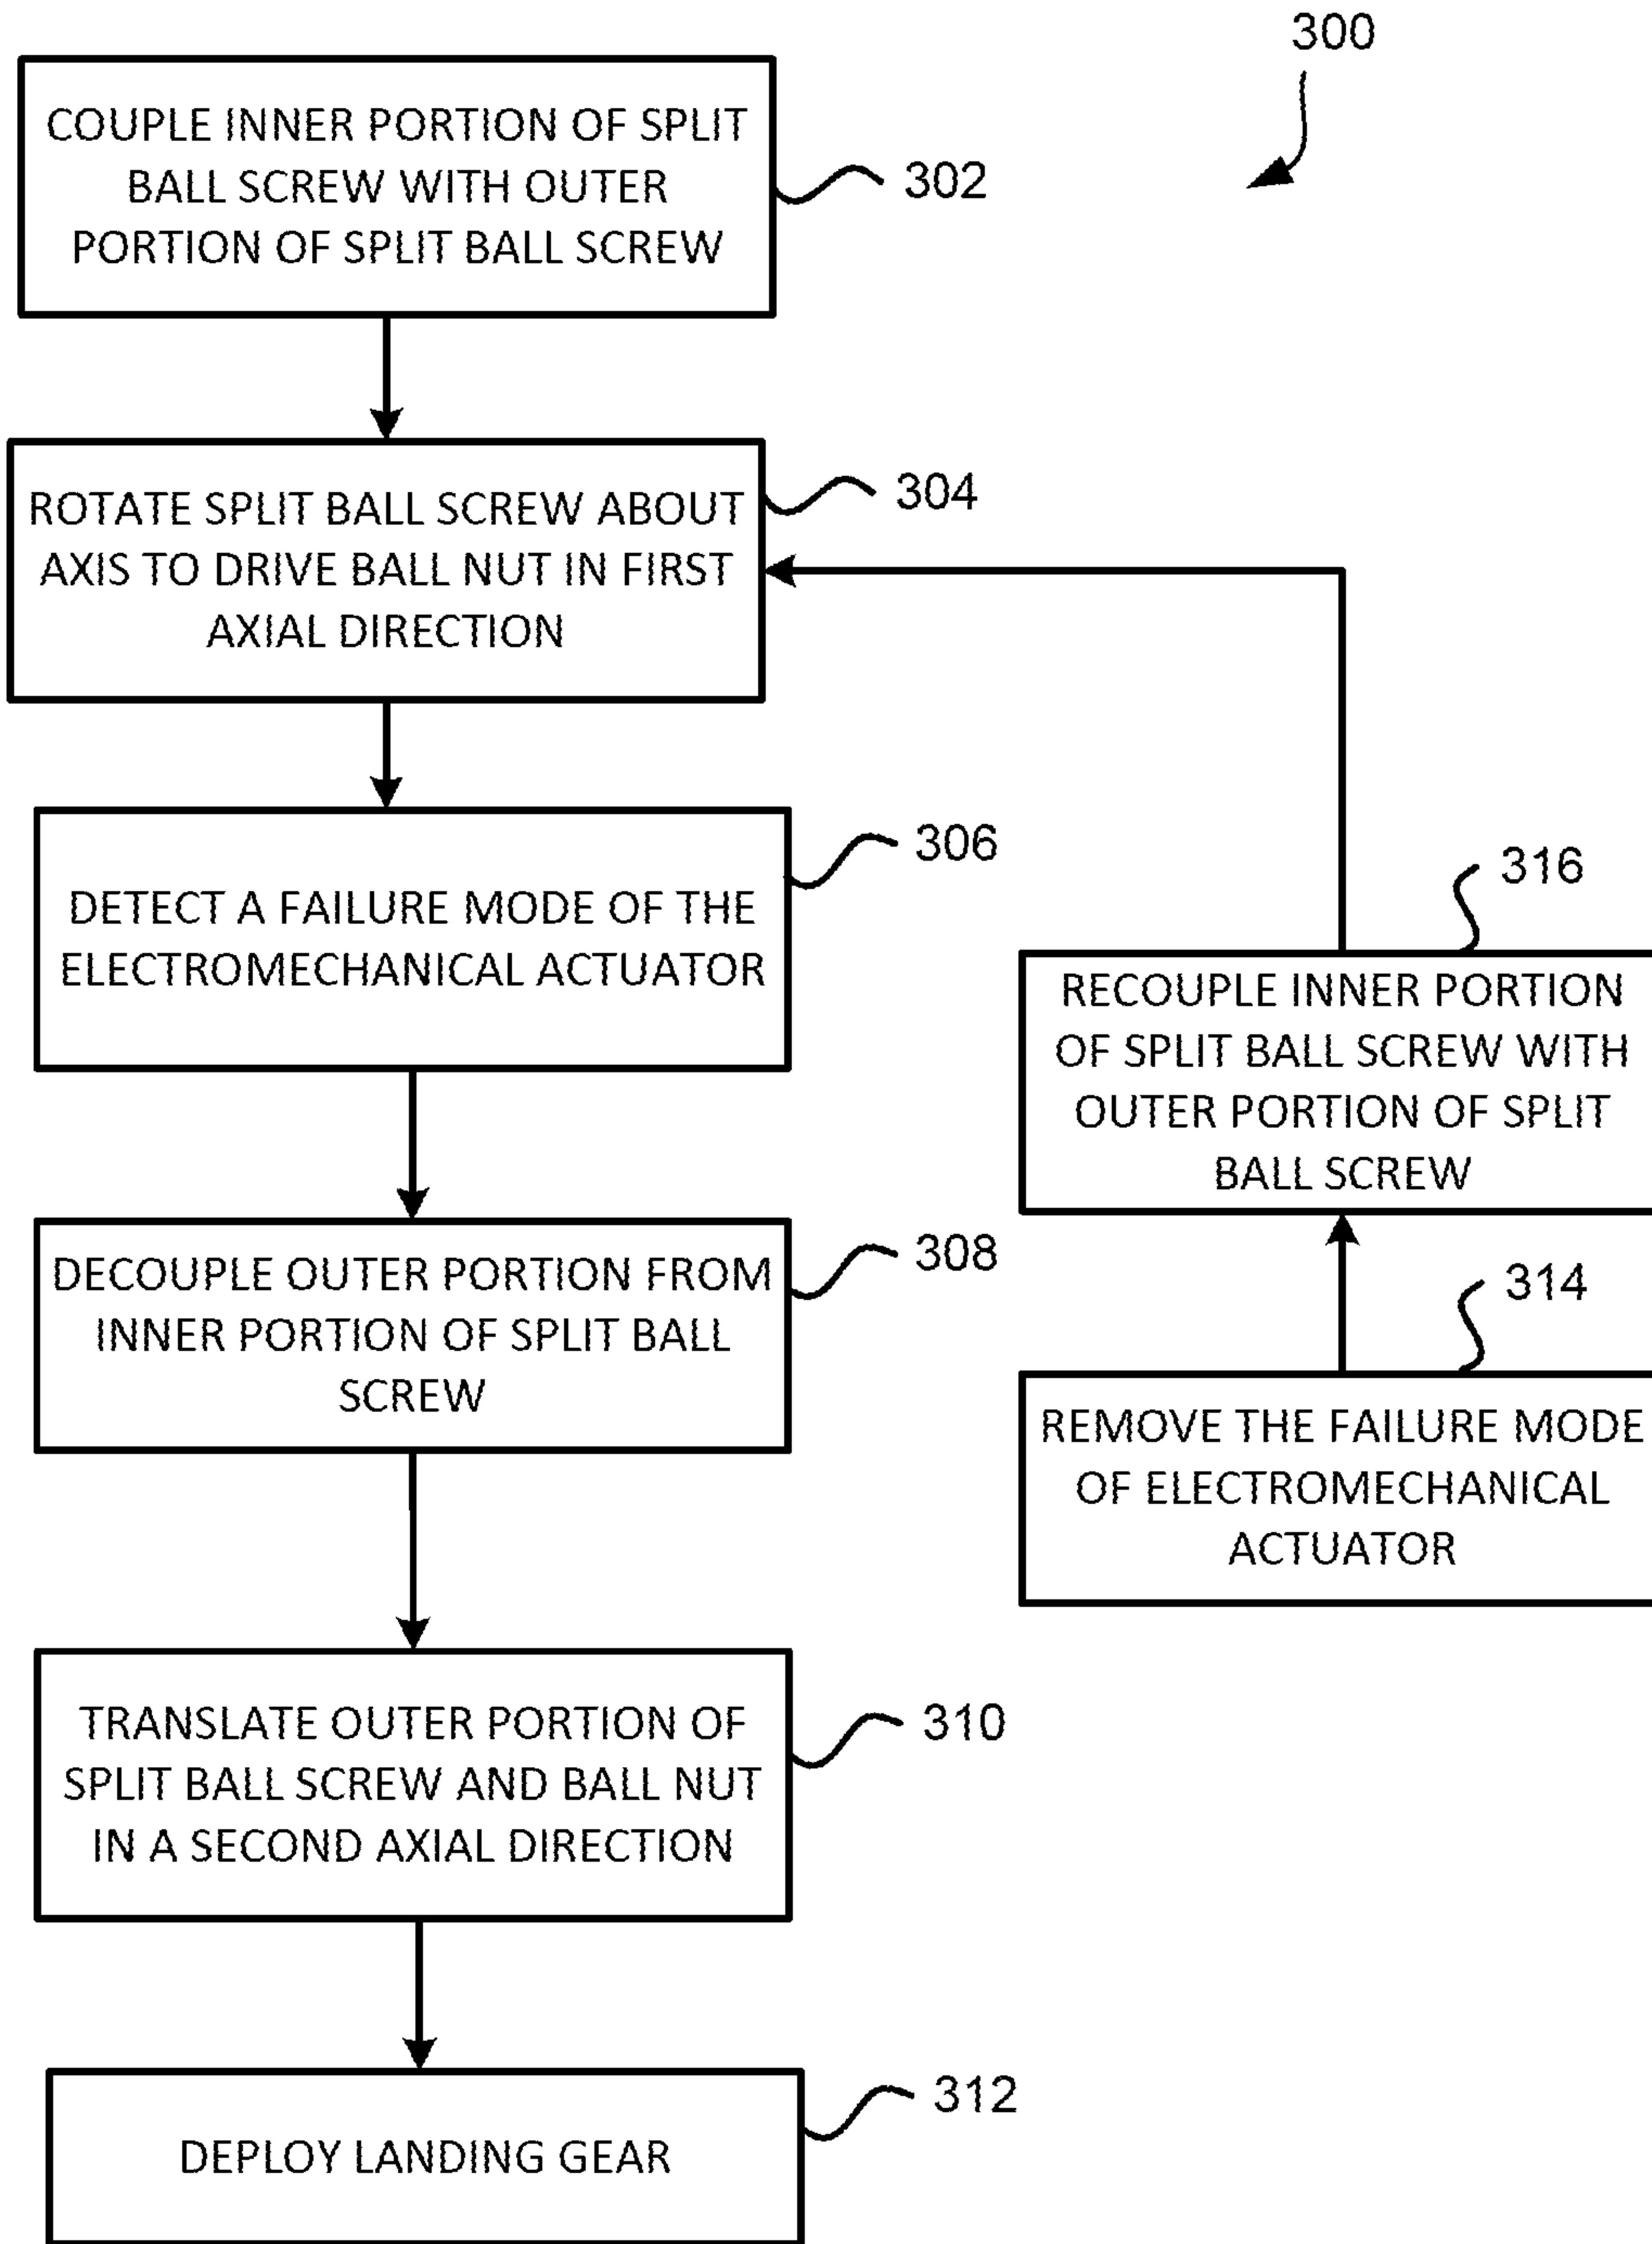 300
COUPLE INNER PORTION OF SPLIT
BALL SCREW WITH OUTER
PORTION OF SPLIT BALL SCREW
302
ROTATE SPLIT BALL SCREW ABOUT
AXIS TO DRIVE BALL NUT IN FIRST
AXIAL DIRECTION
304
DETECT A FAILURE MODE OF THE
ELECTROMECHANICAL ACTUATOR
306
DECOUPLE OUTER PORTION FROM
INNER PORTION OF SPLIT BALL
SCREW
308
TRANSLATE OUTER PORTION OF
SPLIT BALL SCREW AND BALL NUT
IN A SECOND AXIAL DIRECTION
310
DEPLOY LANDING GEAR
312
316
RECOUPLE INNER PORTION
OF SPLIT BALL SCREW WITH
OUTER PORTION OF SPLIT
BALL SCREW
314
REMOVE THE FAILURE MODE
OF ELECTROMECHANICAL
ACTUATOR